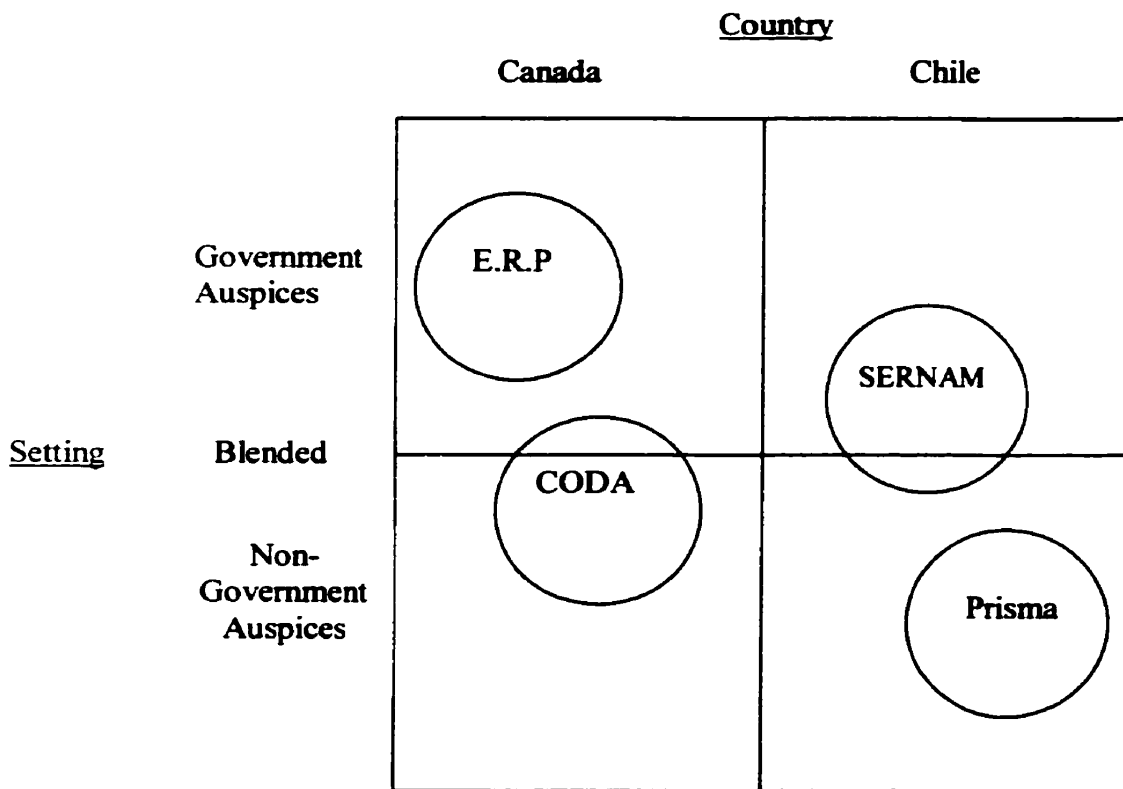 Country
Canada Chile
Government
Auspices
E.R.P
SERNAM
Setting Blended
CODA
Non-
Government
Auspices
Prisma